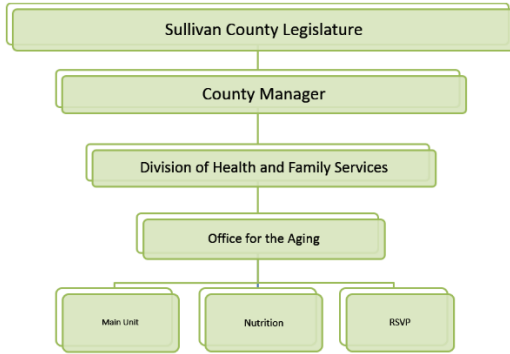 Sullivan County Legislature
County Manager
Division of Health and Family Services
Office for the Aging
Main Unit
Nutrition
RSVP